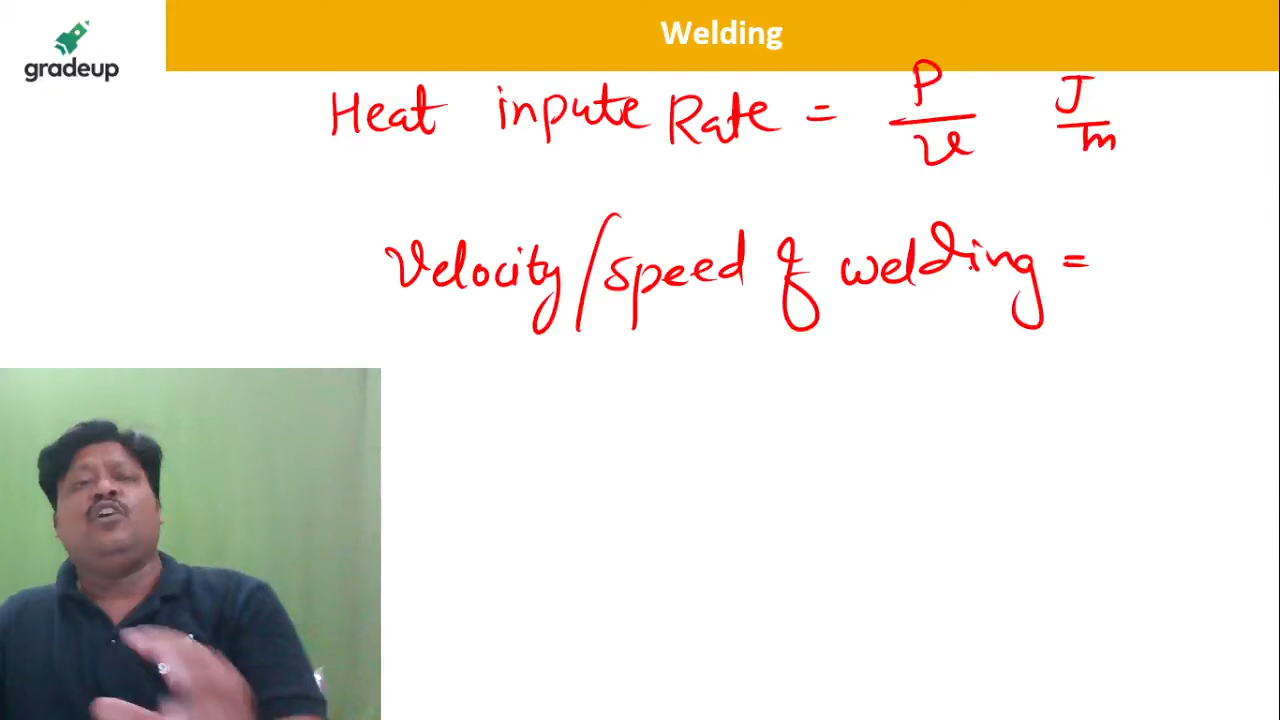 Welding
gradeup
Heat inpute Rate = P/v J/m
Velocity/speed of welding =